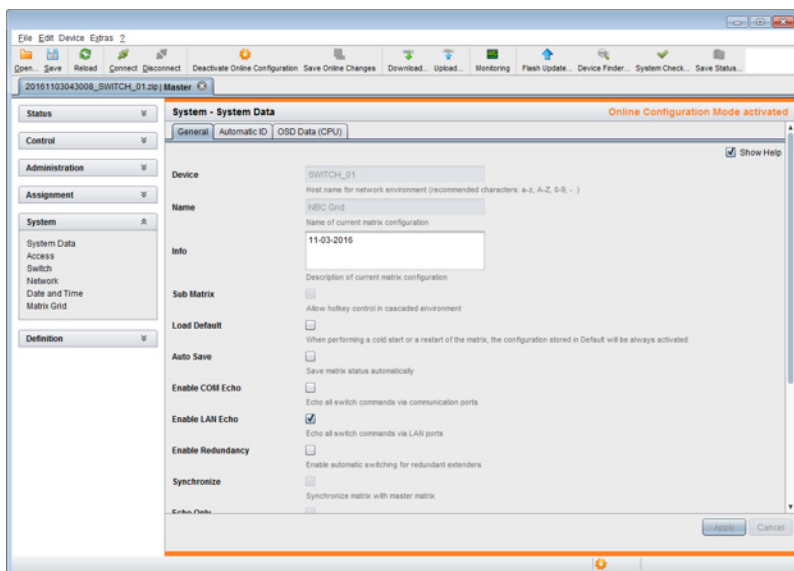 File Edit Device Extras ?
Open... Save Reload Connect Disconnect Deactivate Online Configuration Save Online Changes Download... Upload... Monitoring Flash Update... Device Finder... System Check... Save Status...
20161103043008_SWITCH_01.zip | Master
Status
Control
Administration
Assignment
System
System Data
Access
Switch
Network
Date and Time
Matrix Grid
Definition
System - System Data Online Configuration Mode activated
General Automatic ID OSD Data (CPU)
Show Help
Device SWITCH_01
Host name for network environment (recommended characters: a-z, A-Z, 0-9, - .)
Name NBC Grid
Name of current matrix configuration
Info 11-03-2016
Description of current matrix configuration
Sub Matrix
Allow hotkey control in cascaded environment
Load Default
When performing a cold start or a restart of the matrix, the configuration stored in Default will be always activated
Auto Save
Save matrix status automatically
Enable COM Echo
Echo all switch commands via communication ports
Enable LAN Echo
Echo all switch commands via LAN ports
Enable Redundancy
Enable automatic switching for redundant extenders
Synchronize
Synchronize matrix with master matrix
Echo Only
Apply Cancel